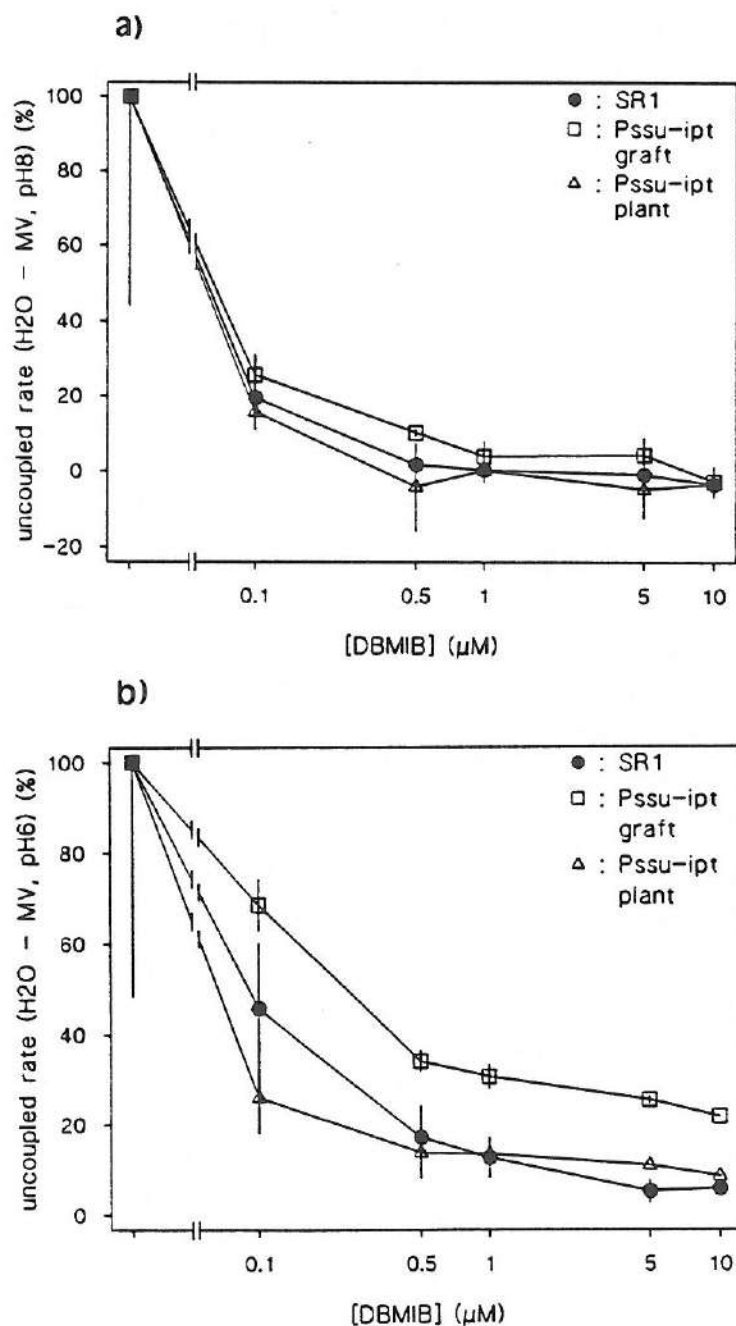 a)
uncoupled rate (H2O - MV, pH8) (%)
100
80
60
40
20
0
-20
● : SR1
□ : Pssu-ipt
graft
△ : Pssu-ipt
plant
0.1 0.5 1 5 10
[DBMIB] (µM)
b)
uncoupled rate (H2O - MV, pH6) (%)
100
80
60
40
20
0
● : SR1
□ : Pssu-ipt
graft
△ : Pssu-ipt
plant
0.1 0.5 1 5 10
[DBMIB] (µM)